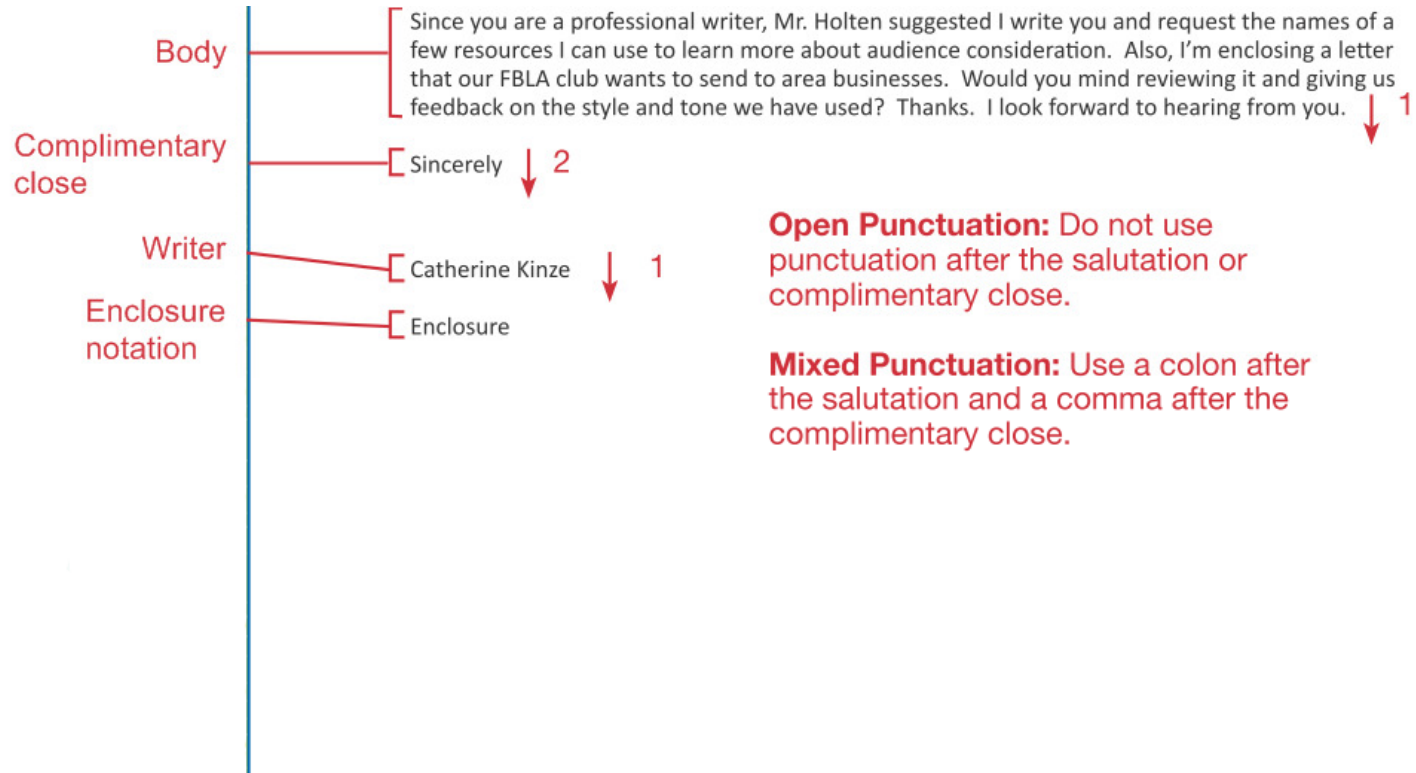 Body
Since you are a professional writer, Mr. Holten suggested I write you and request the names of a
few resources I can use to learn more about audience consideration.  Also, I'm enclosing a letter
that our FBLA club wants to send to area businesses.  Would you mind reviewing it and giving us
feedback on the style and tone we have used?  Thanks.  I look forward to hearing from you.
1
Complimentary
close
Sincerely
2
Writer
Catherine Kinze
1
Enclosure
notation
Enclosure
Open Punctuation: Do not use
punctuation after the salutation or
complimentary close.
Mixed Punctuation: Use a colon after
the salutation and a comma after the
complimentary close.